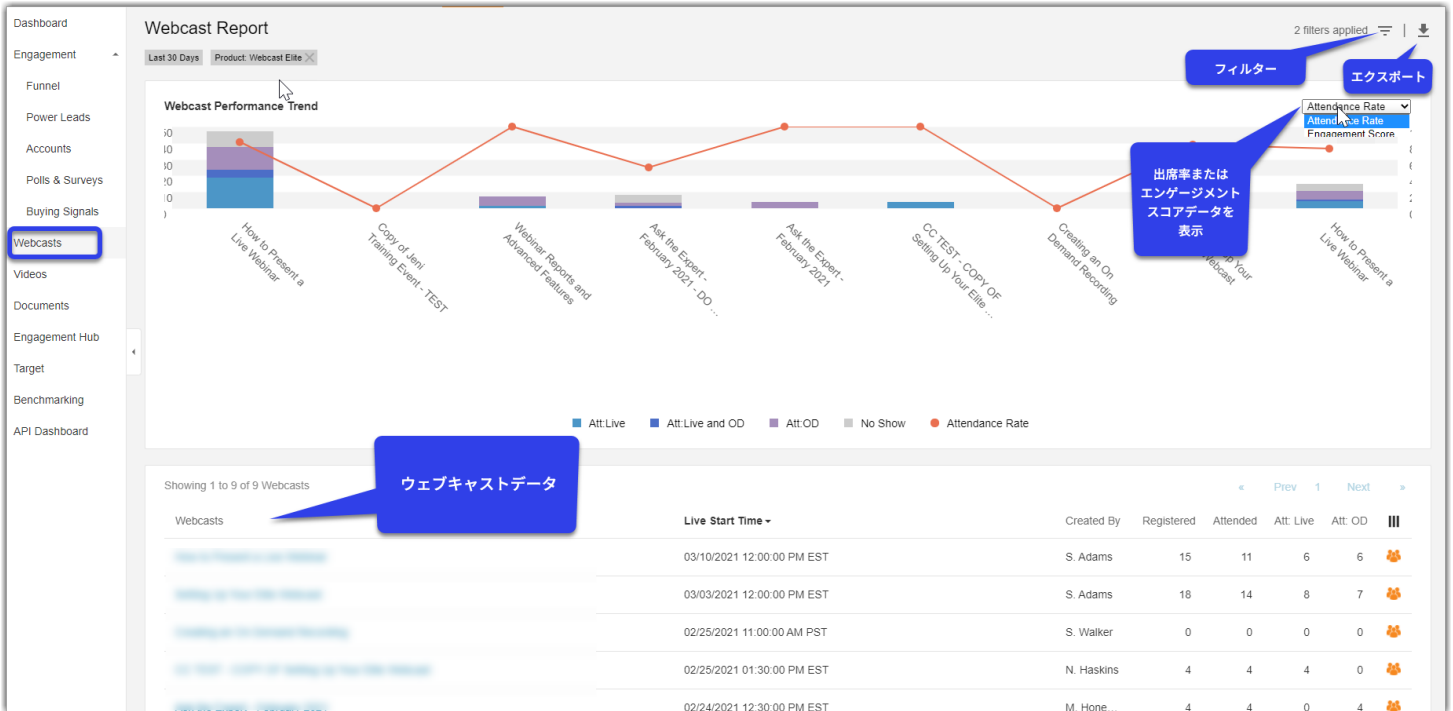 Dashboard
Engagement
Funnel
Power Leads
Accounts
Polls & Surveys
Buying Signals
Webcasts
Videos
Documents
Engagement Hub
Target
Benchmarking
API Dashboard
Webcast Report
2 filters applied
Last 30 Days
Product: Webcast Elite
フィルター
エクスポート
Webcast Performance Trend
Attendance Rate
Attendance Rate
Engagement Score
出席率または
エンゲージメント
スコアデータを
表示
How to Present a
Live Webinar
Copy of Jeni
Training Event - TEST
Webinar Reports and
Advanced Features
Ask the Expert -
February 2021 - DO ...
Ask the Expert -
February 2021
CC TEST - COPY OF
Setting Up Your Elite ...
Creating an On
Demand Recording
Your
Webcast
How to Present a
Live Webinar
Att:Live
Att:Live and OD
Att:OD
No Show
Attendance Rate
ウェブキャストデータ
Showing 1 to 9 of 9 Webcasts
« Prev 1 Next »
Webcasts Live Start Time Created By Registered Attended Att: Live Att: OD
03/10/2021 12:00:00 PM EST S. Adams 15 11 6 6
03/03/2021 12:00:00 PM EST S. Adams 18 14 8 7
02/25/2021 11:00:00 AM PST S. Walker 0 0 0 0
02/25/2021 01:30:00 PM EST N. Haskins 4 4 4 0
02/24/2021 12:30:00 PM EST M. Hone... 4 4 0 4